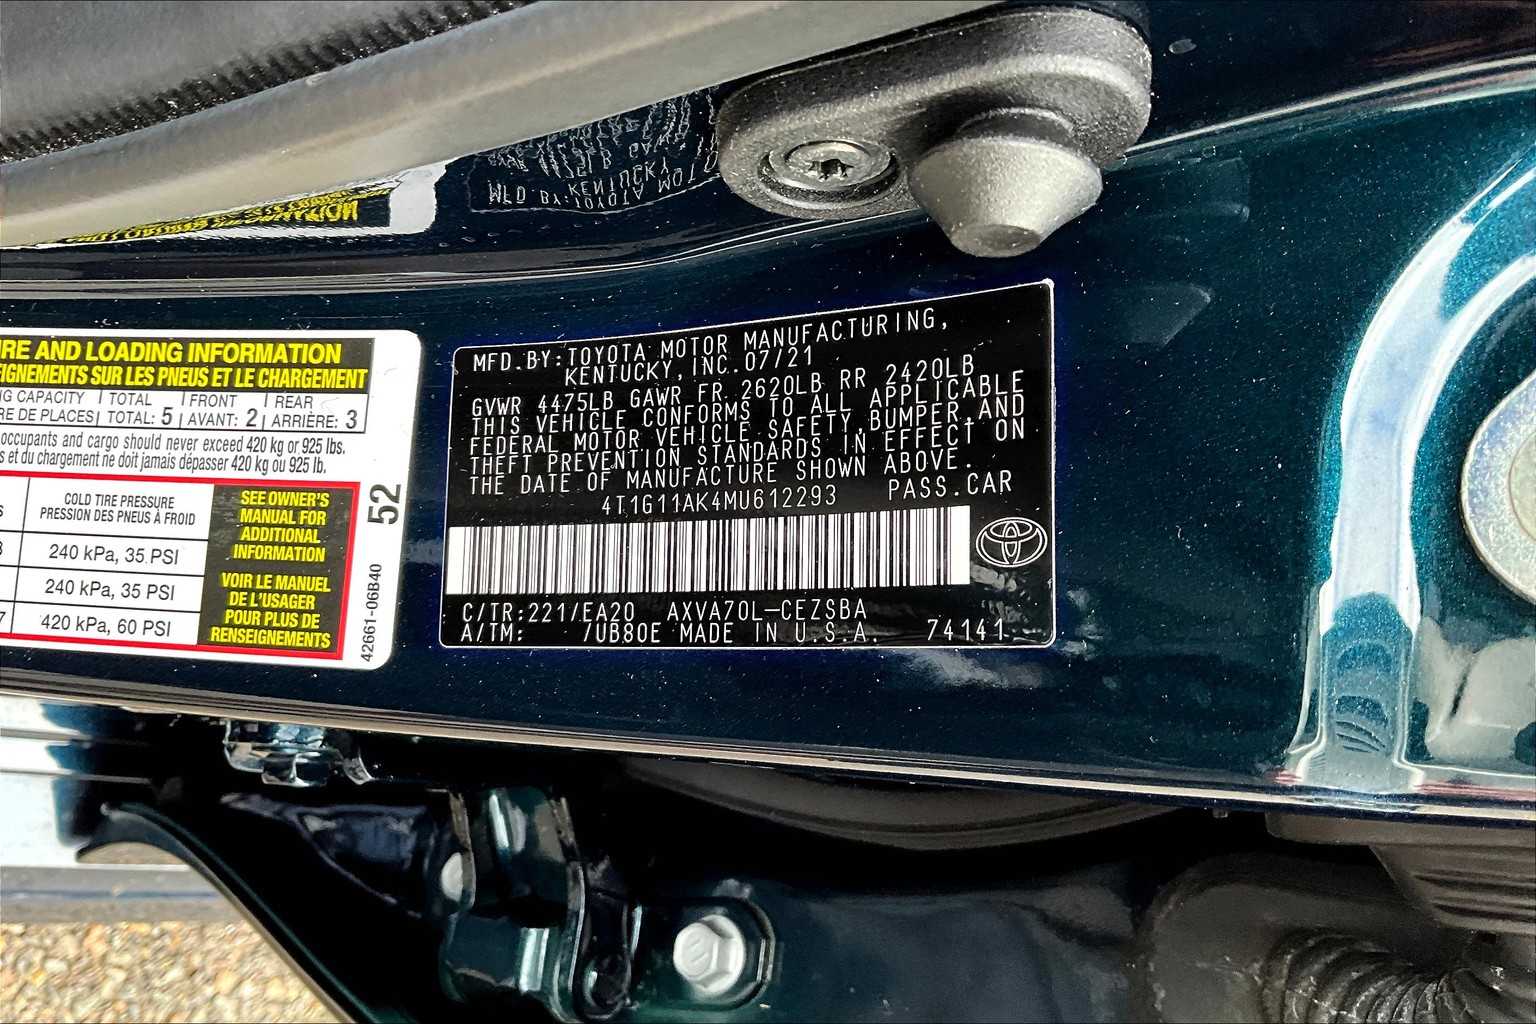 IRE AND LOADING INFORMATION
EIGNEMENTS SUR LES PNEUS ET LE CHARGEMENT
NG CAPACITY | TOTAL | FRONT | REAR
RE DE PLACES | TOTAL: 5 | AVANT: 2 | ARRIÈRE: 3
occupants and cargo should never exceed 420 kg or 925 lbs.
s et du chargement ne doit jamais dépasser 420 kg ou 925 lb.
COLD TIRE PRESSURE
PRESSION DES PNEUS À FROID
240 kPa, 35 PSI
240 kPa, 35 PSI
420 kPa, 60 PSI
SEE OWNER'S
MANUAL FOR
ADDITIONAL
INFORMATION
VOIR LE MANUEL
DE L'USAGER
POUR PLUS DE
RENSEIGNEMENTS
52
42661-06B40
MFD.BY:TOYOTA MOTOR MANUFACTURING,
KENTUCKY, INC. 07/21
GVWR 4475LB GAWR FR 2620LB RR 2420LB
THIS VEHICLE CONFORMS TO ALL APPLICABLE
FEDERAL MOTOR VEHICLE SAFETY, BUMPER, AND
THEFT PREVENTION STANDARDS IN EFFECT ON
THE DATE OF MANUFACTURE SHOWN ABOVE.
4T1G11AK4MU612293 PASS.CAR
C/TR:221/EA20 AXVA70L-CEZSBA
A/TM: 7UB80E MADE IN U.S.A. 74141